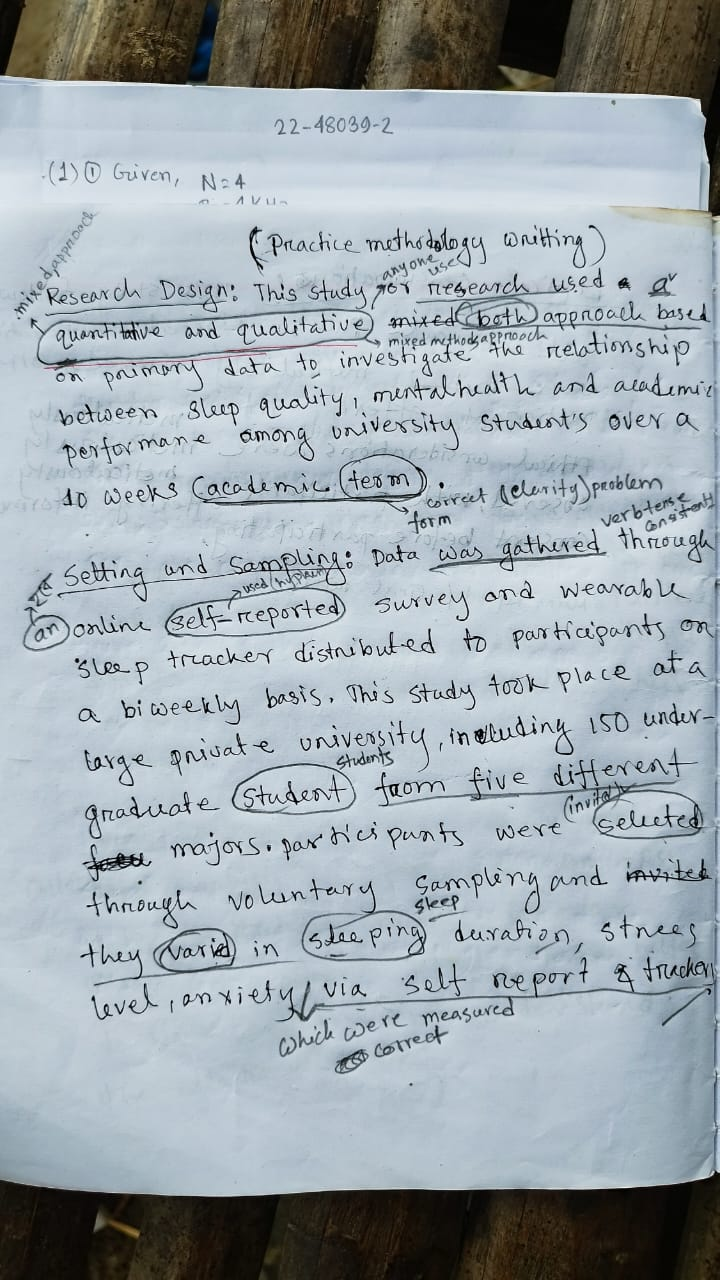 22-48039-2
(1) ① Given, N=4
(Practice methodology writting)
mixed approach
anyone use
Research Design: This study for research used a
quantitative and qualitative mixed both approach based
mixed methods approach
on primary data to investigate the relationship
between sleep quality, mental health and academic
performane among university student's over a
10 weeks (academic term).
form
correct (clarity) problem
verb tense consistent
Setting and Sampling: Data was gathered through
used
an online self-reported survey and wearable
sleep tracker distributed to participants on
a biweekly basis. This study took place at a
large private university, including 150 under-
students
graduate student from five different
(invited)
majors. participants were selected
through voluntary sampling and invited
sleep
they varid in sleeping duration, strees
level, anxiety via self report & tracker
which were measured
correct